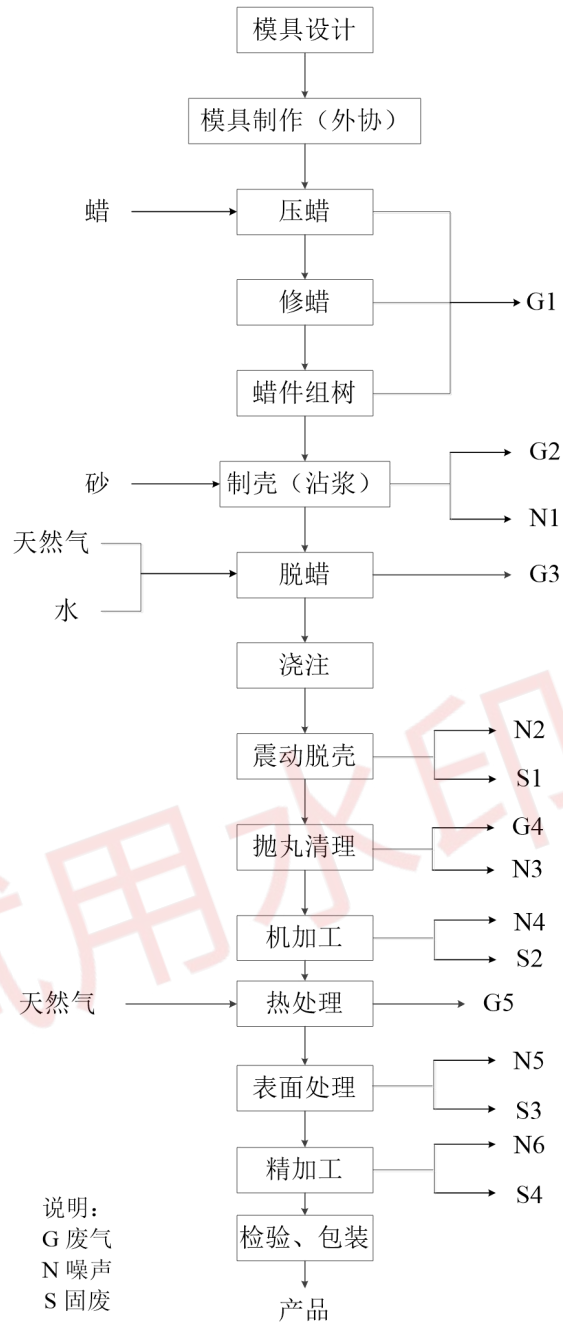 模具设计
模具制作（外协）
蜡
压蜡
修蜡
G1
蜡件组树
砂
制壳（沾浆）
G2
N1
天然气
水
脱蜡
G3
浇注
震动脱壳
N2
S1
抛丸清理
G4
N3
机加工
N4
S2
天然气
热处理
G5
表面处理
N5
S3
精加工
N6
S4
说明：
G 废气
N 噪声
S 固废
检验、包装
产品
试用水印